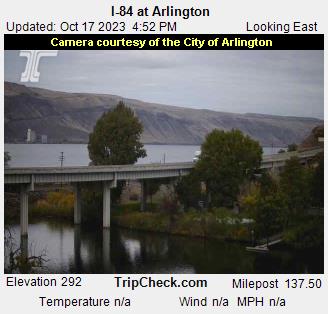 I-84 at Arlington
Updated: Oct 17 2023 4:52 PM Looking East
Camera courtesy of the City of Arlington
Elevation 292 TripCheck.com Milepost 137.50
Temperature n/a Wind n/a MPH n/a